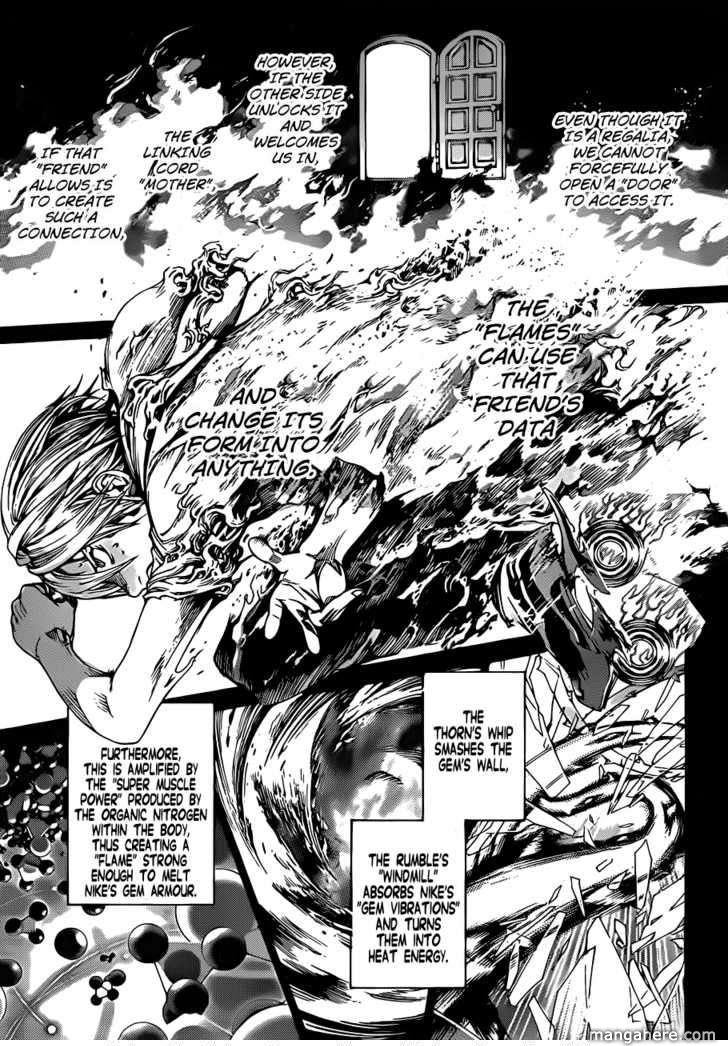 EVEN THOUGH IT
IS A REGALIA,
WE CANNOT
FORCEFULLY
OPEN A "DOOR"
TO ACCESS IT.
HOWEVER,
IF THE
OTHER SIDE
UNLOCKS IT
AND
WELCOMES
US IN,
THE
LINKING
CORD
"MOTHER",
IF THAT
"FRIEND"
ALLOWS IS
TO CREATE
SUCH A
CONNECTION,
THE
"FLAMES"
CAN USE
THAT
FRIEND'S
DATA
AND
CHANGE ITS
FORM INTO
ANYTHING.
THE
THORN'S WHIP
SMASHES THE
GEM'S WALL,
THE RUMBLE'S
"WINDMILL"
ABSORBS NIKE'S
"GEM VIBRATIONS"
AND TURNS
THEM INTO
HEAT ENERGY.
FURTHERMORE,
THIS IS AMPLIFIED
BY THE
"SUPER MUSCLE
POWER" PRODUCED BY
THE ORGANIC NITROGEN
WITHIN THE BODY,
THUS CREATING A
"FLAME" STRONG
ENOUGH TO MELT
NIKE'S GEM ARMOUR.
1manghere.com